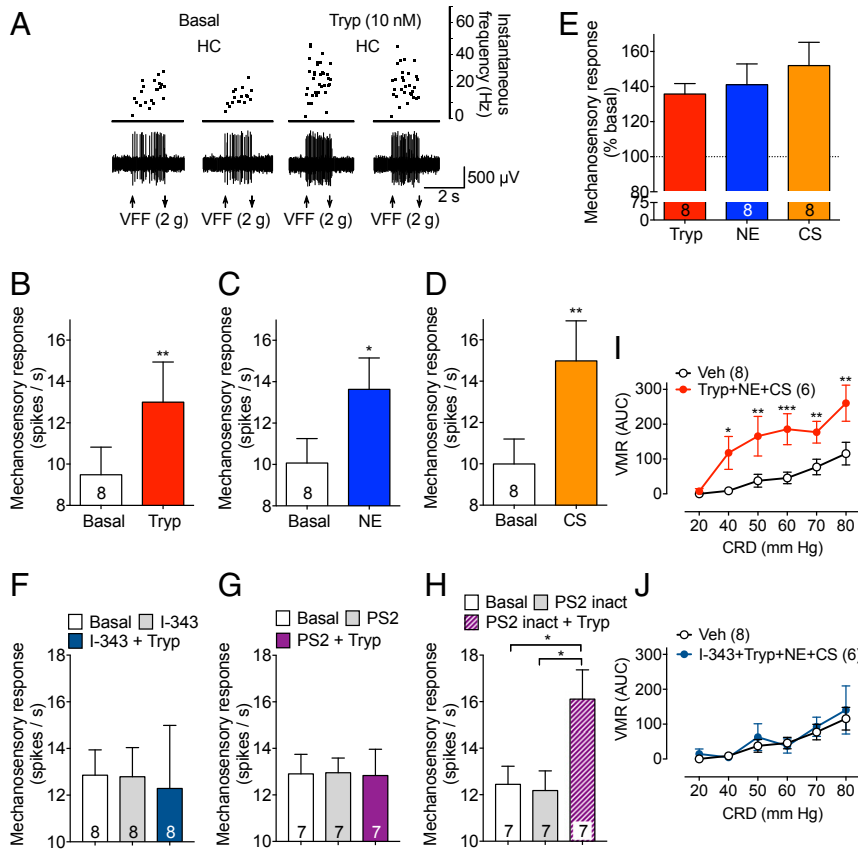 A
Basal
Tryp (10 nM)
HC
HC
60
40
20
0
Instantaneous
frequency (Hz)
500 µV
2 s
VFF (2 g)
VFF (2 g)
VFF (2 g)
VFF (2 g)
E
Mechanosensory response
(% basal)
160
140
120
100
80
75
0
8
8
8
Tryp
NE
CS
B
Mechanosensory response
(spikes / s)
16
14
12
10
8
**
8
Basal
Tryp
C
Mechanosensory response
(spikes / s)
16
14
12
10
8
*
8
Basal
NE
D
Mechanosensory response
(spikes / s)
16
14
12
10
8
**
8
Basal
CS
I
Veh (8)
Tryp+NE+CS (6)
VMR (AUC)
300
200
100
0
*
**
***
**
**
20
40
50
60
70
80
CRD (mm Hg)
F
Basal
I-343
I-343 + Tryp
Mechanosensory response
(spikes / s)
18
16
14
12
10
8
8
8
G
Basal
PS2
PS2 + Tryp
Mechanosensory response
(spikes / s)
18
16
14
12
10
7
7
7
H
Basal
PS2 inact
PS2 inact + Tryp
Mechanosensory response
(spikes / s)
18
16
14
12
10
*
*
7
7
7
J
Veh (8)
I-343+Tryp+NE+CS (6)
VMR (AUC)
300
200
100
0
20
40
50
60
70
80
CRD (mm Hg)